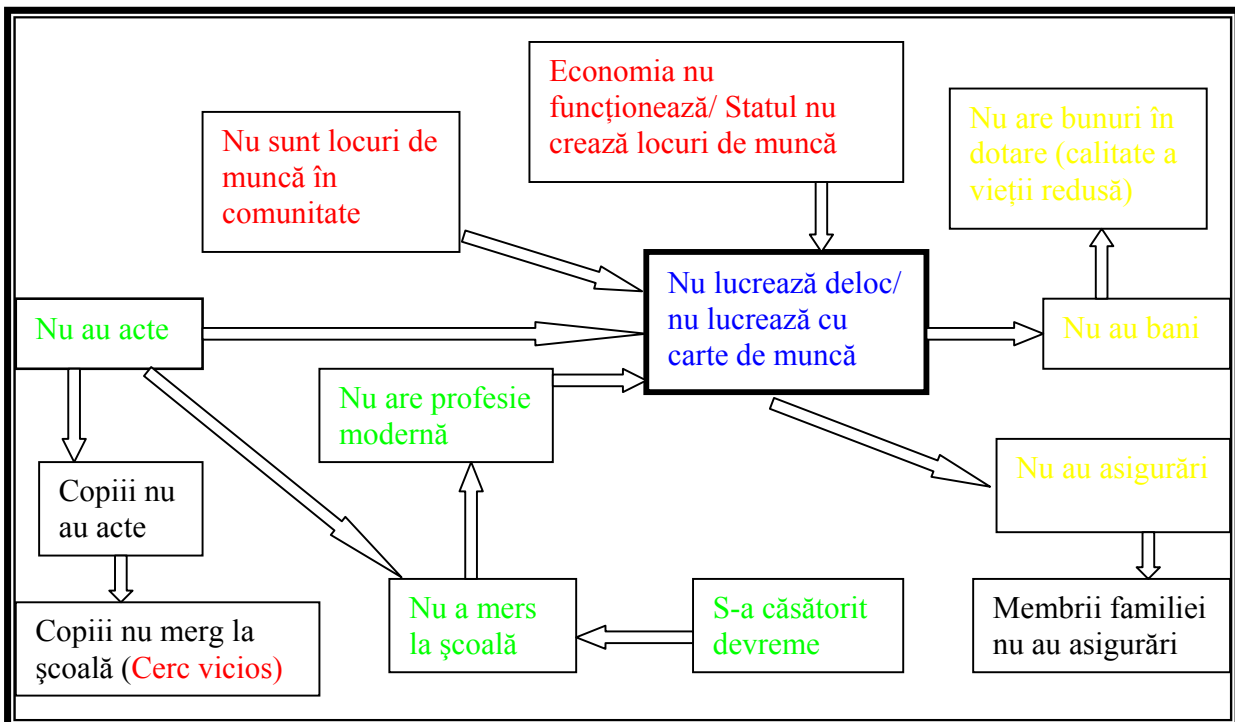 Economia nu
funcționează/ Statul nu
crează locuri de muncă
Nu are bunuri în
dotare (calitate a
vieții redusă)
Nu sunt locuri de
muncă în
comunitate
Nu lucrează deloc/
nu lucrează cu
carte de muncă
Nu au acte
Nu au bani
Nu are profesie
modernă
Nu au asigurări
Copiii nu
au acte
Nu a mers
la şcoală
S-a căsătorit
devreme
Membrii familiei
nu au asigurări
Copiii nu merg la
şcoală (Cerc vicios)